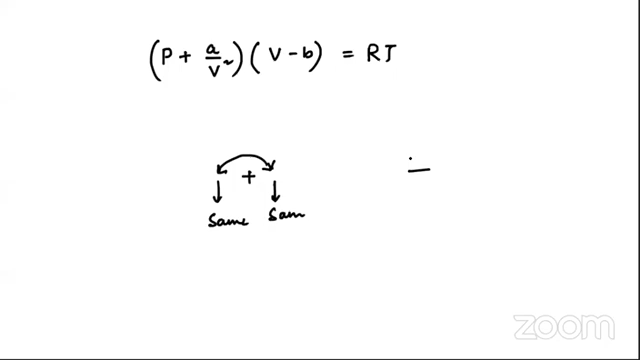 (P + a/V²)(V - b) = RT
+
Same Sam
zoom